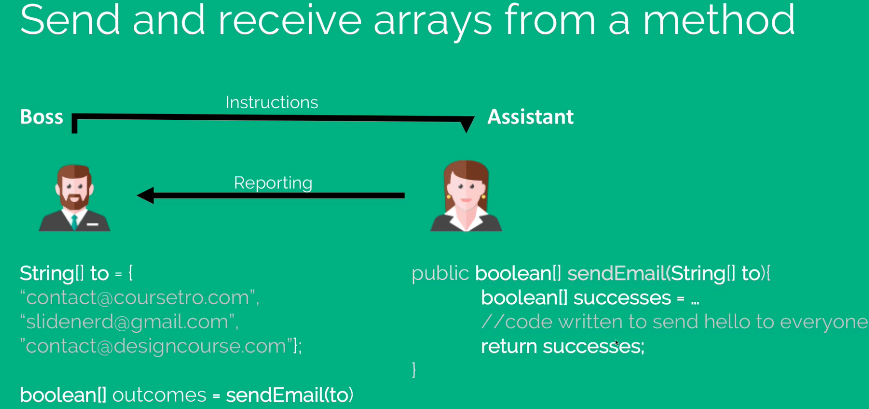 Send and receive arrays from a method
Instructions
Boss
Assistant
Reporting
String[] to = {
“contact@coursetro.com”,
“slidenerd@gmail.com”,
”contact@designcourse.com”};
boolean[] outcomes = sendEmail(to)
public boolean[] sendEmail(String[] to){
boolean[] successes = …
//code written to send hello to everyone
return successes;
}